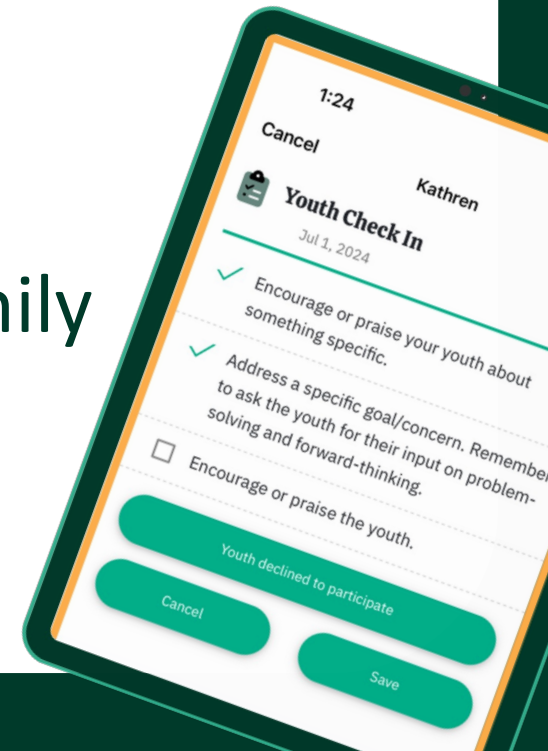 1:24
Cancel
Kathren
Youth Check In
Jul 1, 2024
Encourage or praise your youth about
something specific.
Address a specific goal/concern. Remember
to ask the youth for their input on problem-
solving and forward-thinking.
Encourage or praise the youth.
Youth declined to participate
Cancel
Save